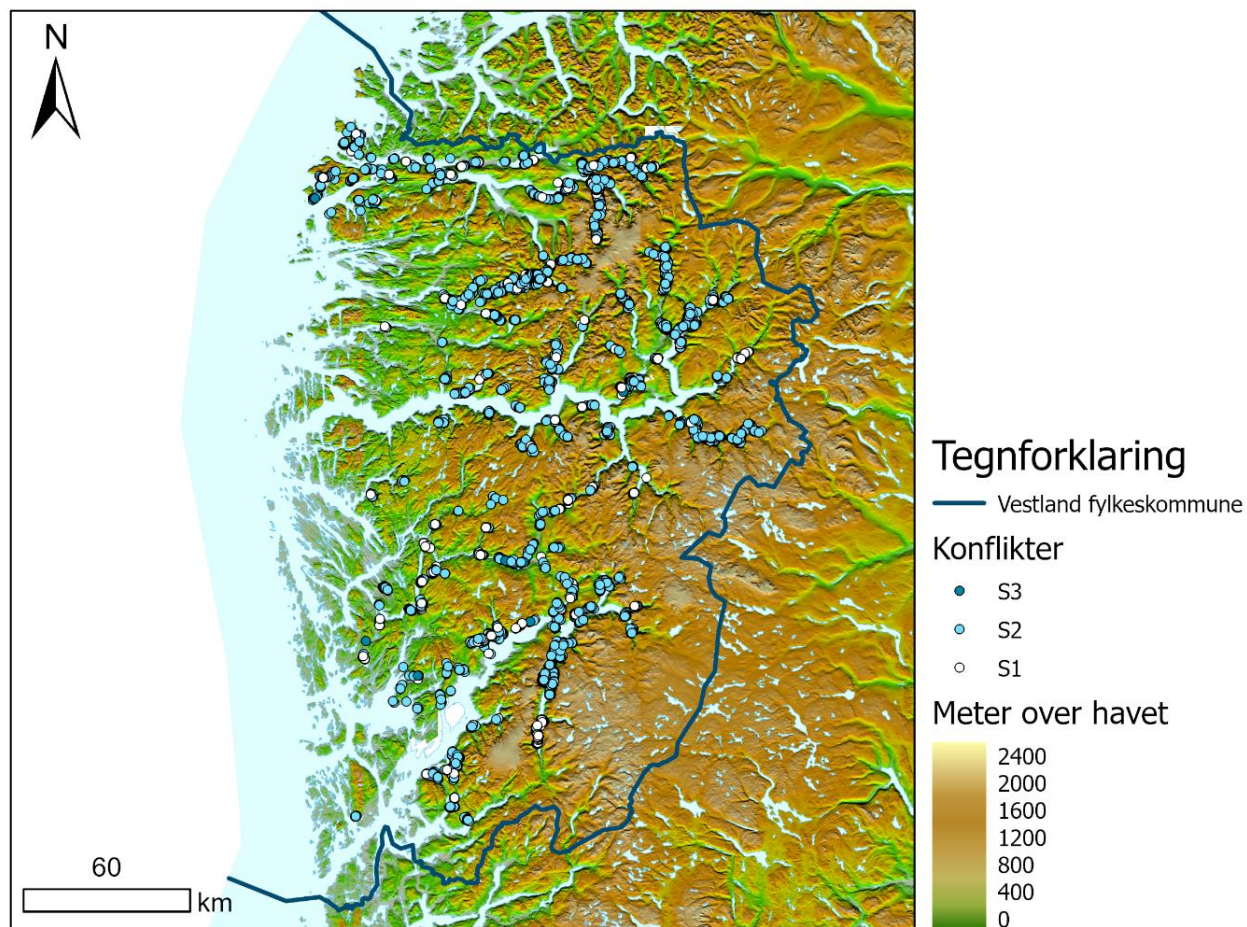 N
60
km
Tegnforklaring
Vestland fylkeskommune
Konflikter
S3
S2
S1
Meter over havet
2400
2000
1600
1200
800
400
0